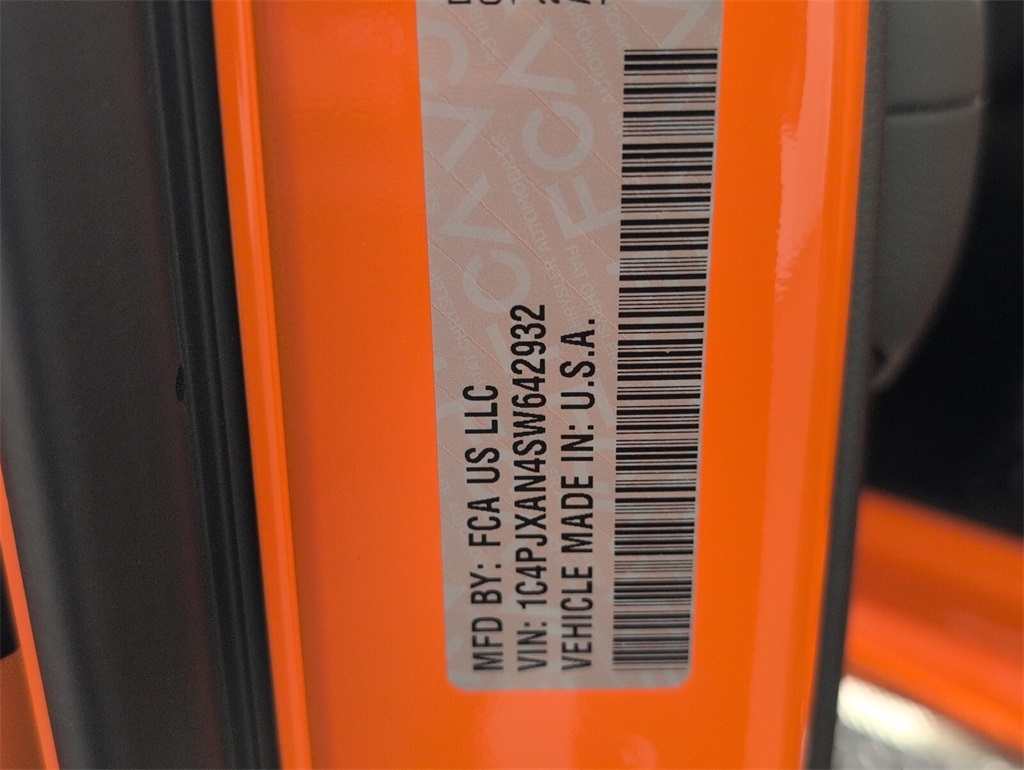 MFD BY: FCA US LLC
VIN: 1C4PJXAN4SW642932
VEHICLE MADE IN: U.S.A.